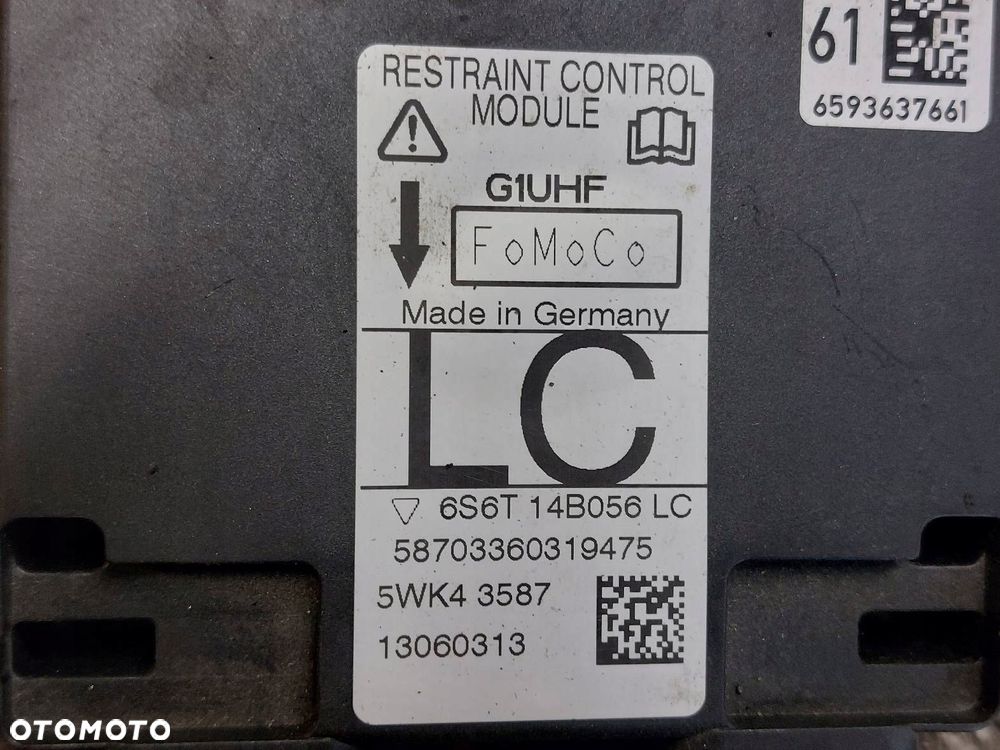 61
6593637661
RESTRAINT CONTROL
MODULE
G1UHF
FoMoCo
Made in Germany
LC
6S6T 14B056 LC
58703360319475
5WK4 3587
13060313
OTOMOTO